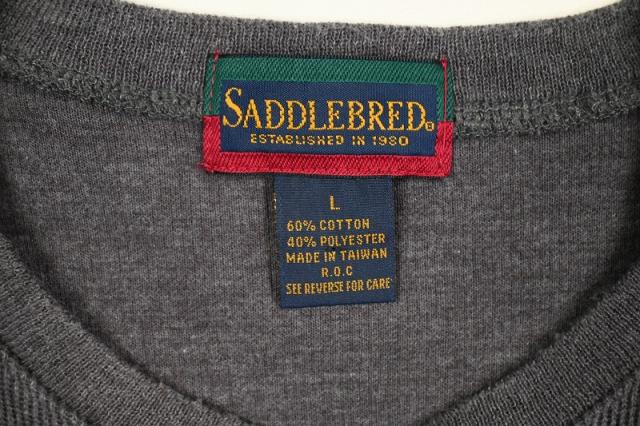 SADDLEBRED®
ESTABLISHED IN 1980
L
60% COTTON
40% POLYESTER
MADE IN TAIWAN
R.O.C
SEE REVERSE FOR CARE